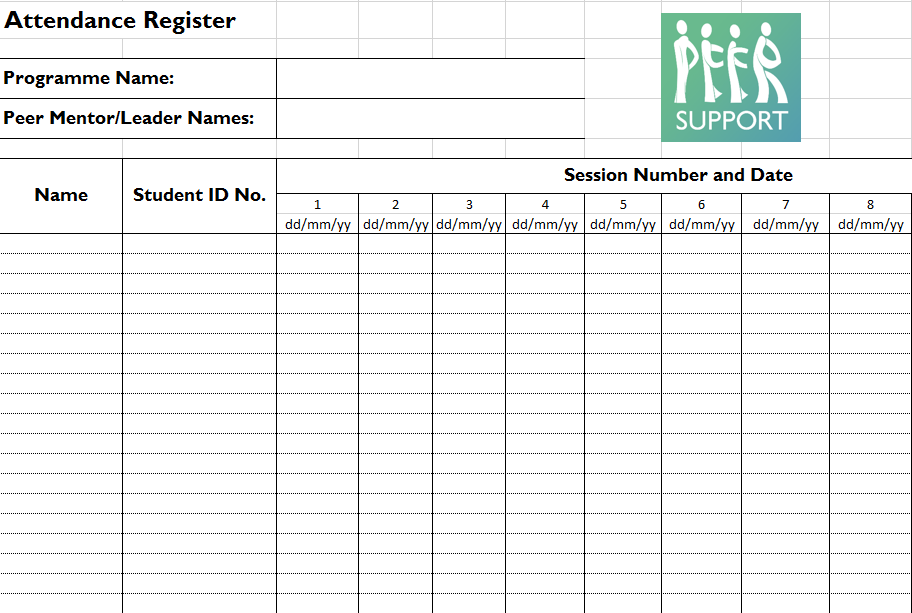 Attendance Register
PEER
SUPPORT
Programme Name:
Peer Mentor/Leader Names:
Session Number and Date
Name Student ID No.
1 2 3 4 5 6 7 8
dd/mm/yy dd/mm/yy dd/mm/yy dd/mm/yy dd/mm/yy dd/mm/yy dd/mm/yy dd/mm/yy